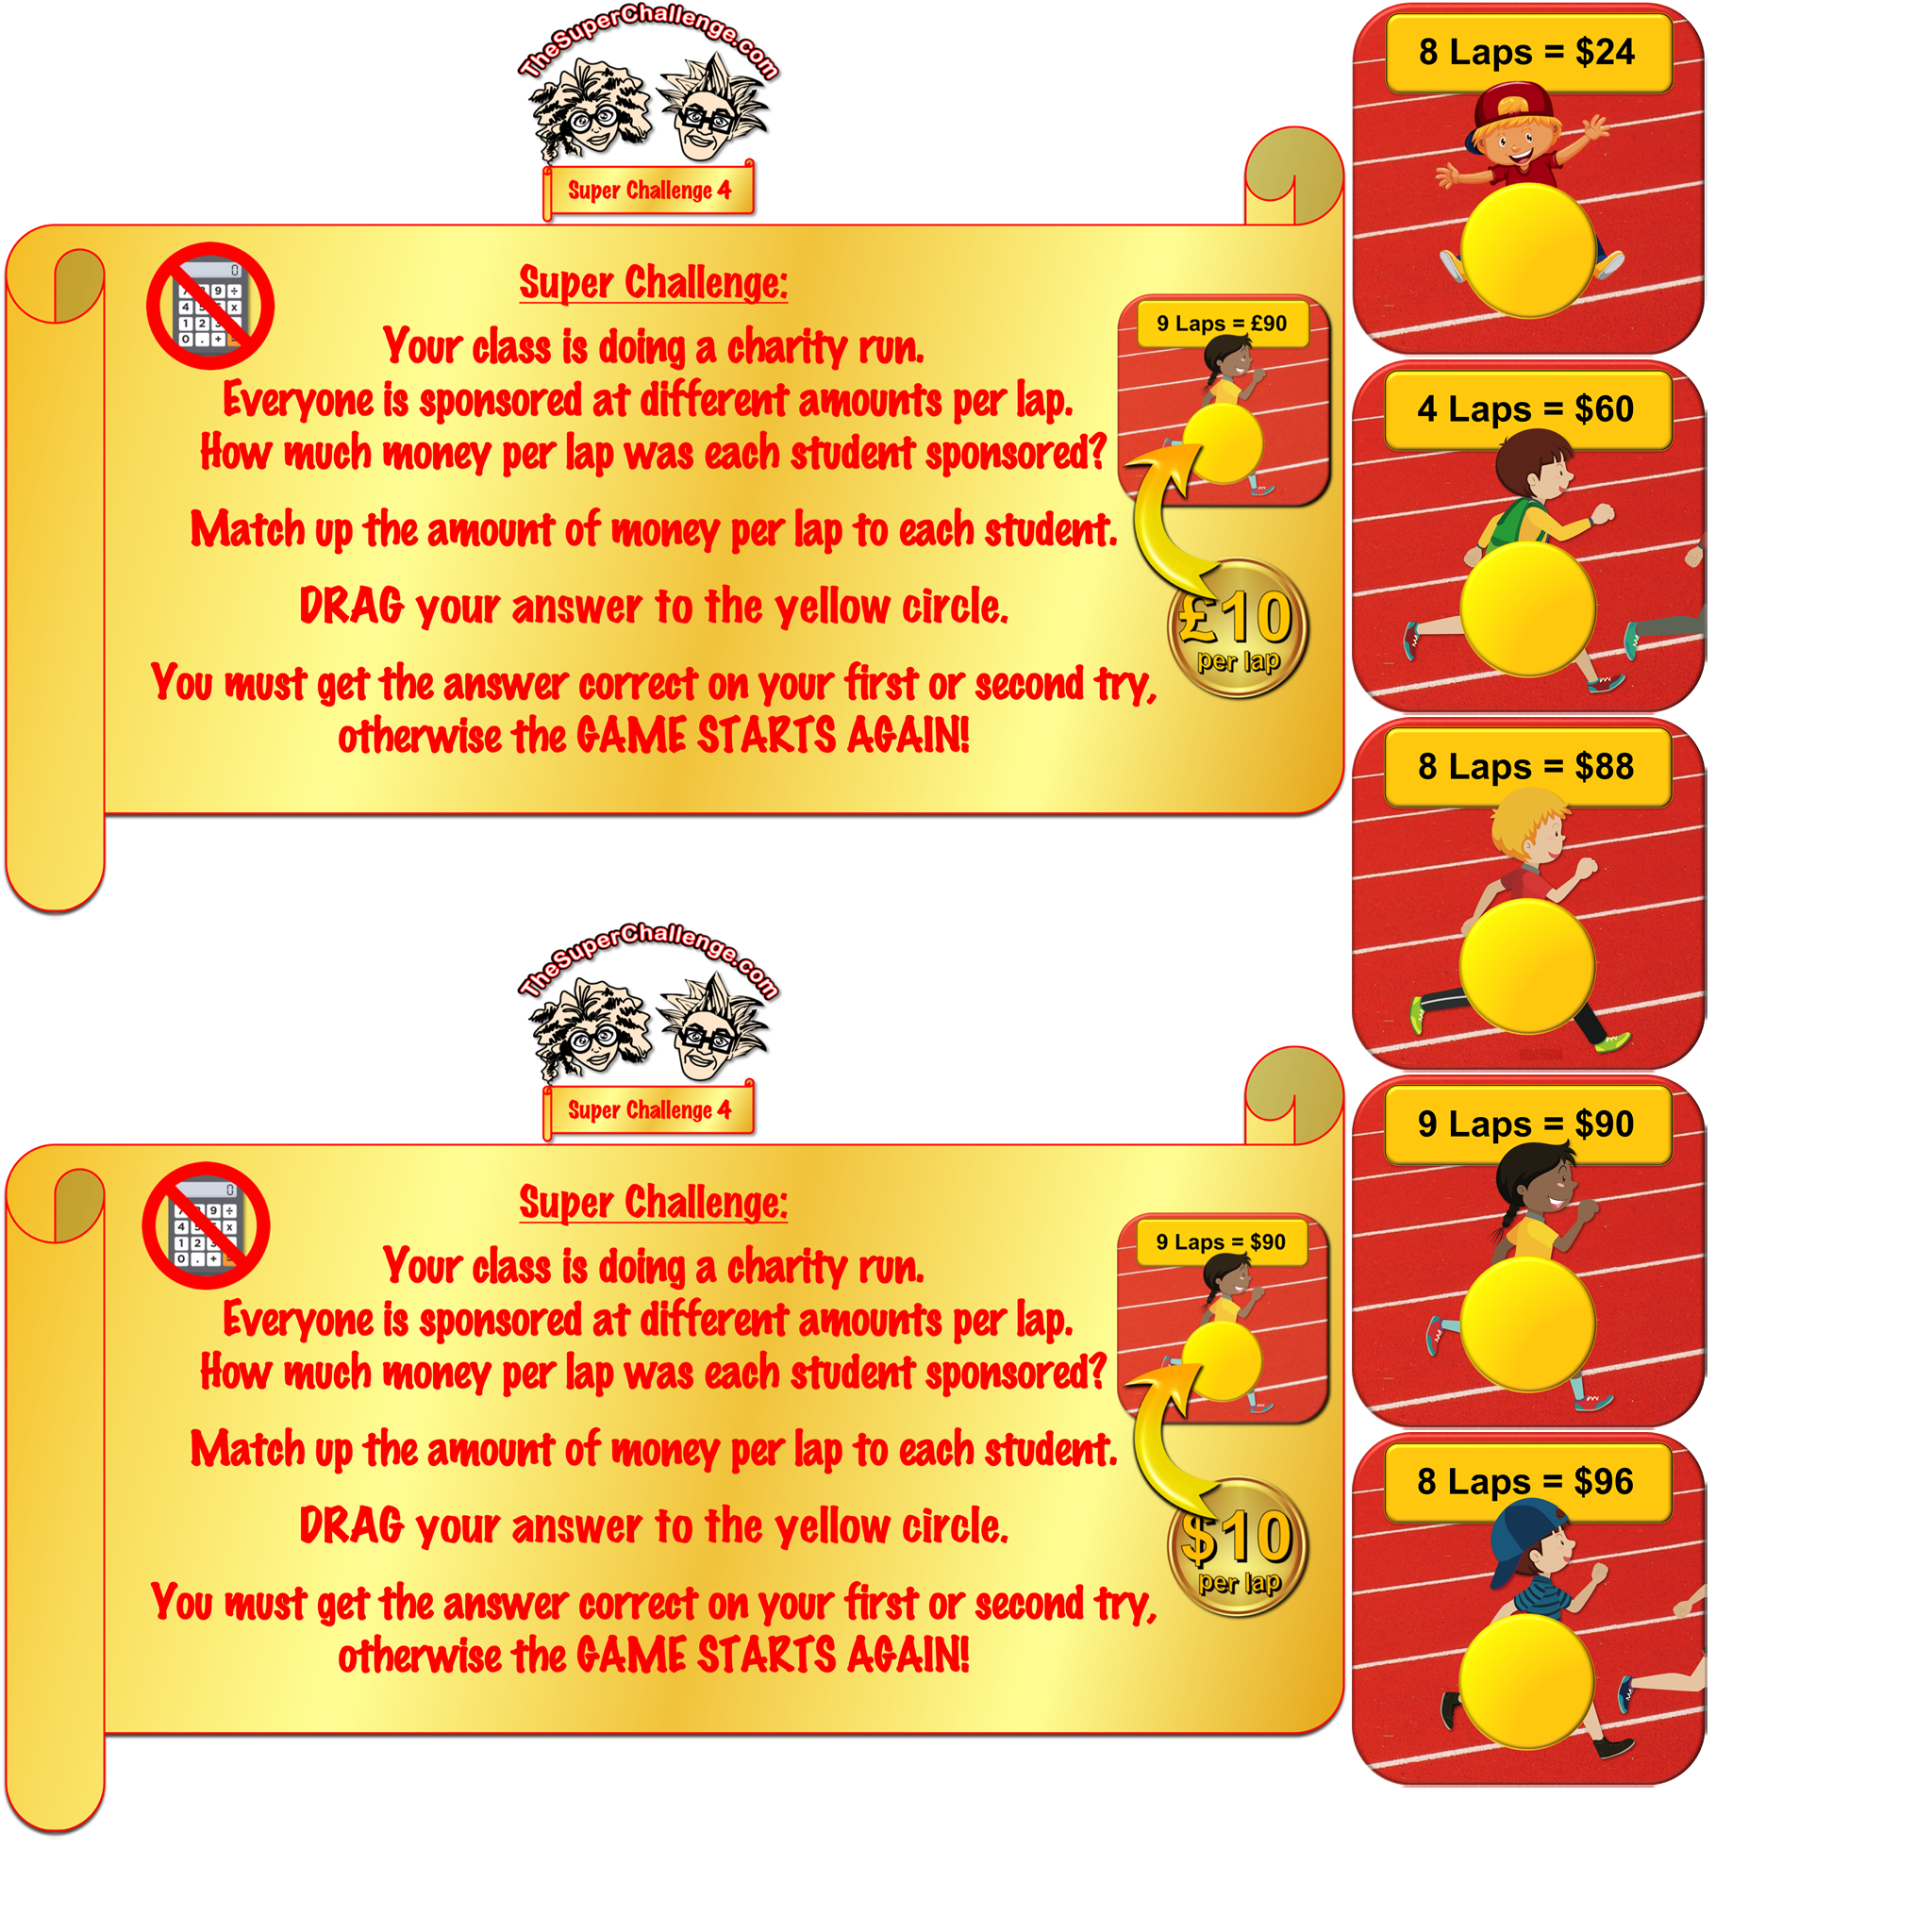 TheSuperChallenge.com
Super Challenge 4
Super Challenge:
Your class is doing a charity run.
Everyone is sponsored at different amounts per lap.
How much money per lap was each student sponsored?
Match up the amount of money per lap to each student.
DRAG your answer to the yellow circle.
You must get the answer correct on your first or second try,
otherwise the GAME STARTS AGAIN!
9 Laps = £90
£10
per lap
TheSuperChallenge.com
Super Challenge 4
Super Challenge:
Your class is doing a charity run.
Everyone is sponsored at different amounts per lap.
How much money per lap was each student sponsored?
Match up the amount of money per lap to each student.
DRAG your answer to the yellow circle.
You must get the answer correct on your first or second try,
otherwise the GAME STARTS AGAIN!
9 Laps = $90
$10
per lap
8 Laps = $24
4 Laps = $60
8 Laps = $88
9 Laps = $90
8 Laps = $96